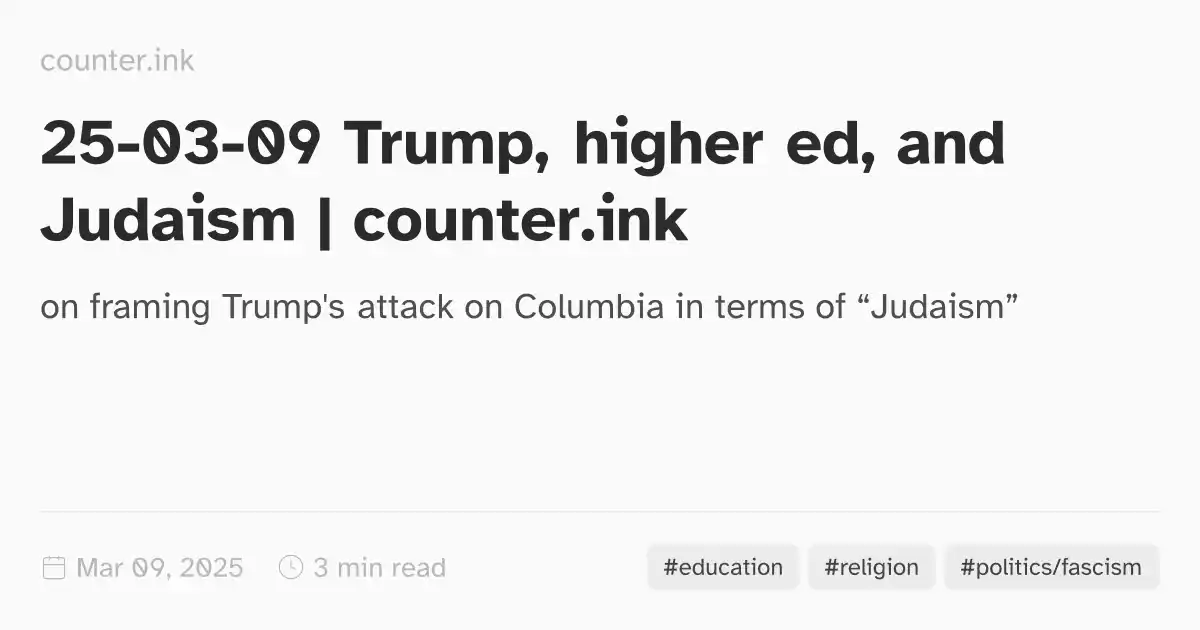 counter.ink
25-03-09 Trump, higher ed, and
Judaism | counter.ink
on framing Trump's attack on Columbia in terms of “Judaism”
Mar 09, 2025 3 min read #education #religion #politics/fascism